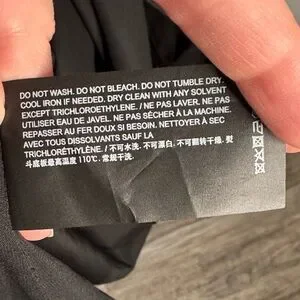 DO NOT WASH. DO NOT BLEACH. DO NOT TUMBLE DRY.
COOL IRON IF NEEDED. DRY CLEAN WITH ANY SOLVENT
EXCEPT TRICHLOROETHYLENE. / NE PAS LAVER. NE PAS
UTILISER EAU DE JAVEL. NE PAS SÉCHER À LA MACHINE.
REPASSER AU FER DOUX SI BESOIN. NETTOYER À SEC
AVEC TOUS DISSOLVANTS SAUF LA
TRICHLORÉTHYLÈNE. / 不可水洗. 不可漂白. 不可翻转干燥. 熨
斗底板最高温度 110℃. 常规干洗.